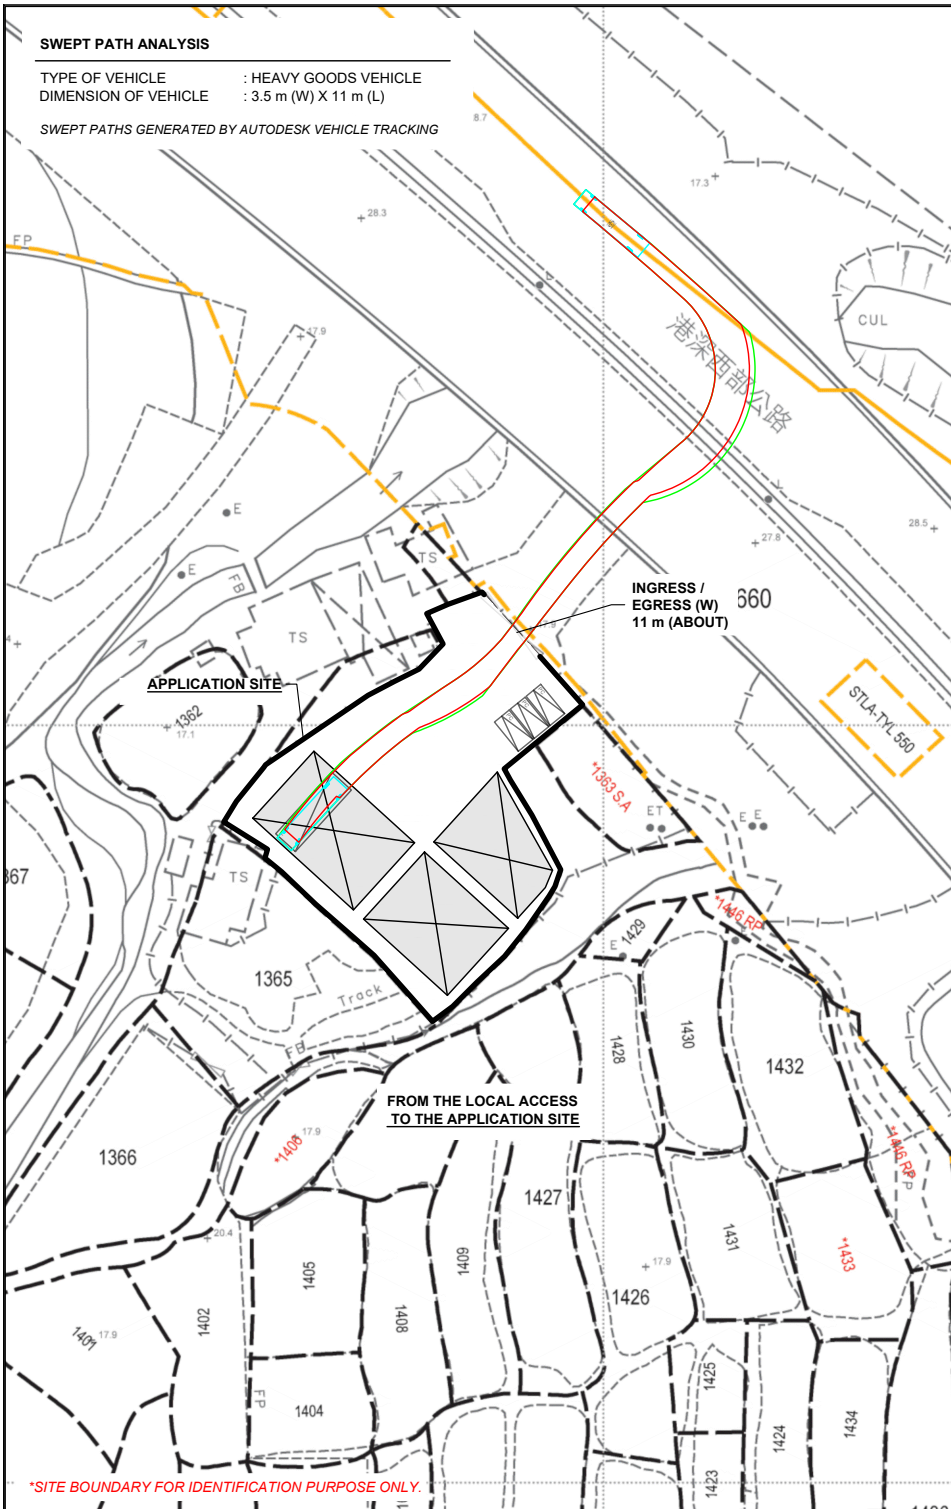 SWEPT PATH ANALYSIS
TYPE OF VEHICLE : HEAVY GOODS VEHICLE
DIMENSION OF VEHICLE : 3.5 m (W) X 11 m (L)
SWEPT PATHS GENERATED BY AUTODESK VEHICLE TRACKING
8.7
17.3
28.3
FP
17.9
CUL
港深西部公路
E
28.5
27.8
TS
E
FB
INGRESS /
EGRESS (W)
11 m (ABOUT)
660
TS
APPLICATION SITE
1362
17.1
STLA-TYL 550
*1363 S.A
ET
E E
367
TS
*1446 RP
1429
E
1365
Track
FB
1428
1430
1432
FROM THE LOCAL ACCESS
TO THE APPLICATION SITE
*1406
17.9
1366
*1446 RP
FP
1427
20.4
1431
*1433
1409
1405
17.9
1402
1426
1408
1401
17.9
1425
FP
1404
1424
1434
1423
*SITE BOUNDARY FOR IDENTIFICATION PURPOSE ONLY.